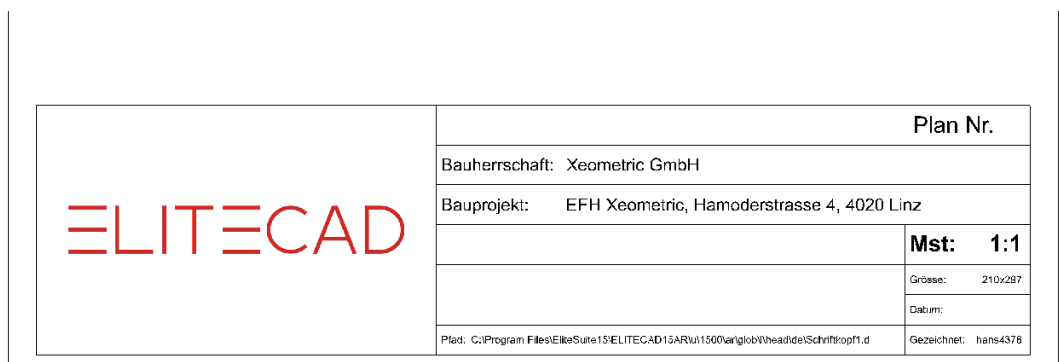 ELITECAD
Plan Nr.
Bauherrschaft: Xeometric GmbH
Bauprojekt: EFH Xeometric, Hamoderstrasse 4, 4020 Linz
Mst: 1:1
Grösse: 210x297
Datum:
Pfad: C:\Program Files\EliteSuite15\ELITECAD15AR\u\1500\ar\glob\l\head\de\Schriftkopf1.d
Gezeichnet: hans4376